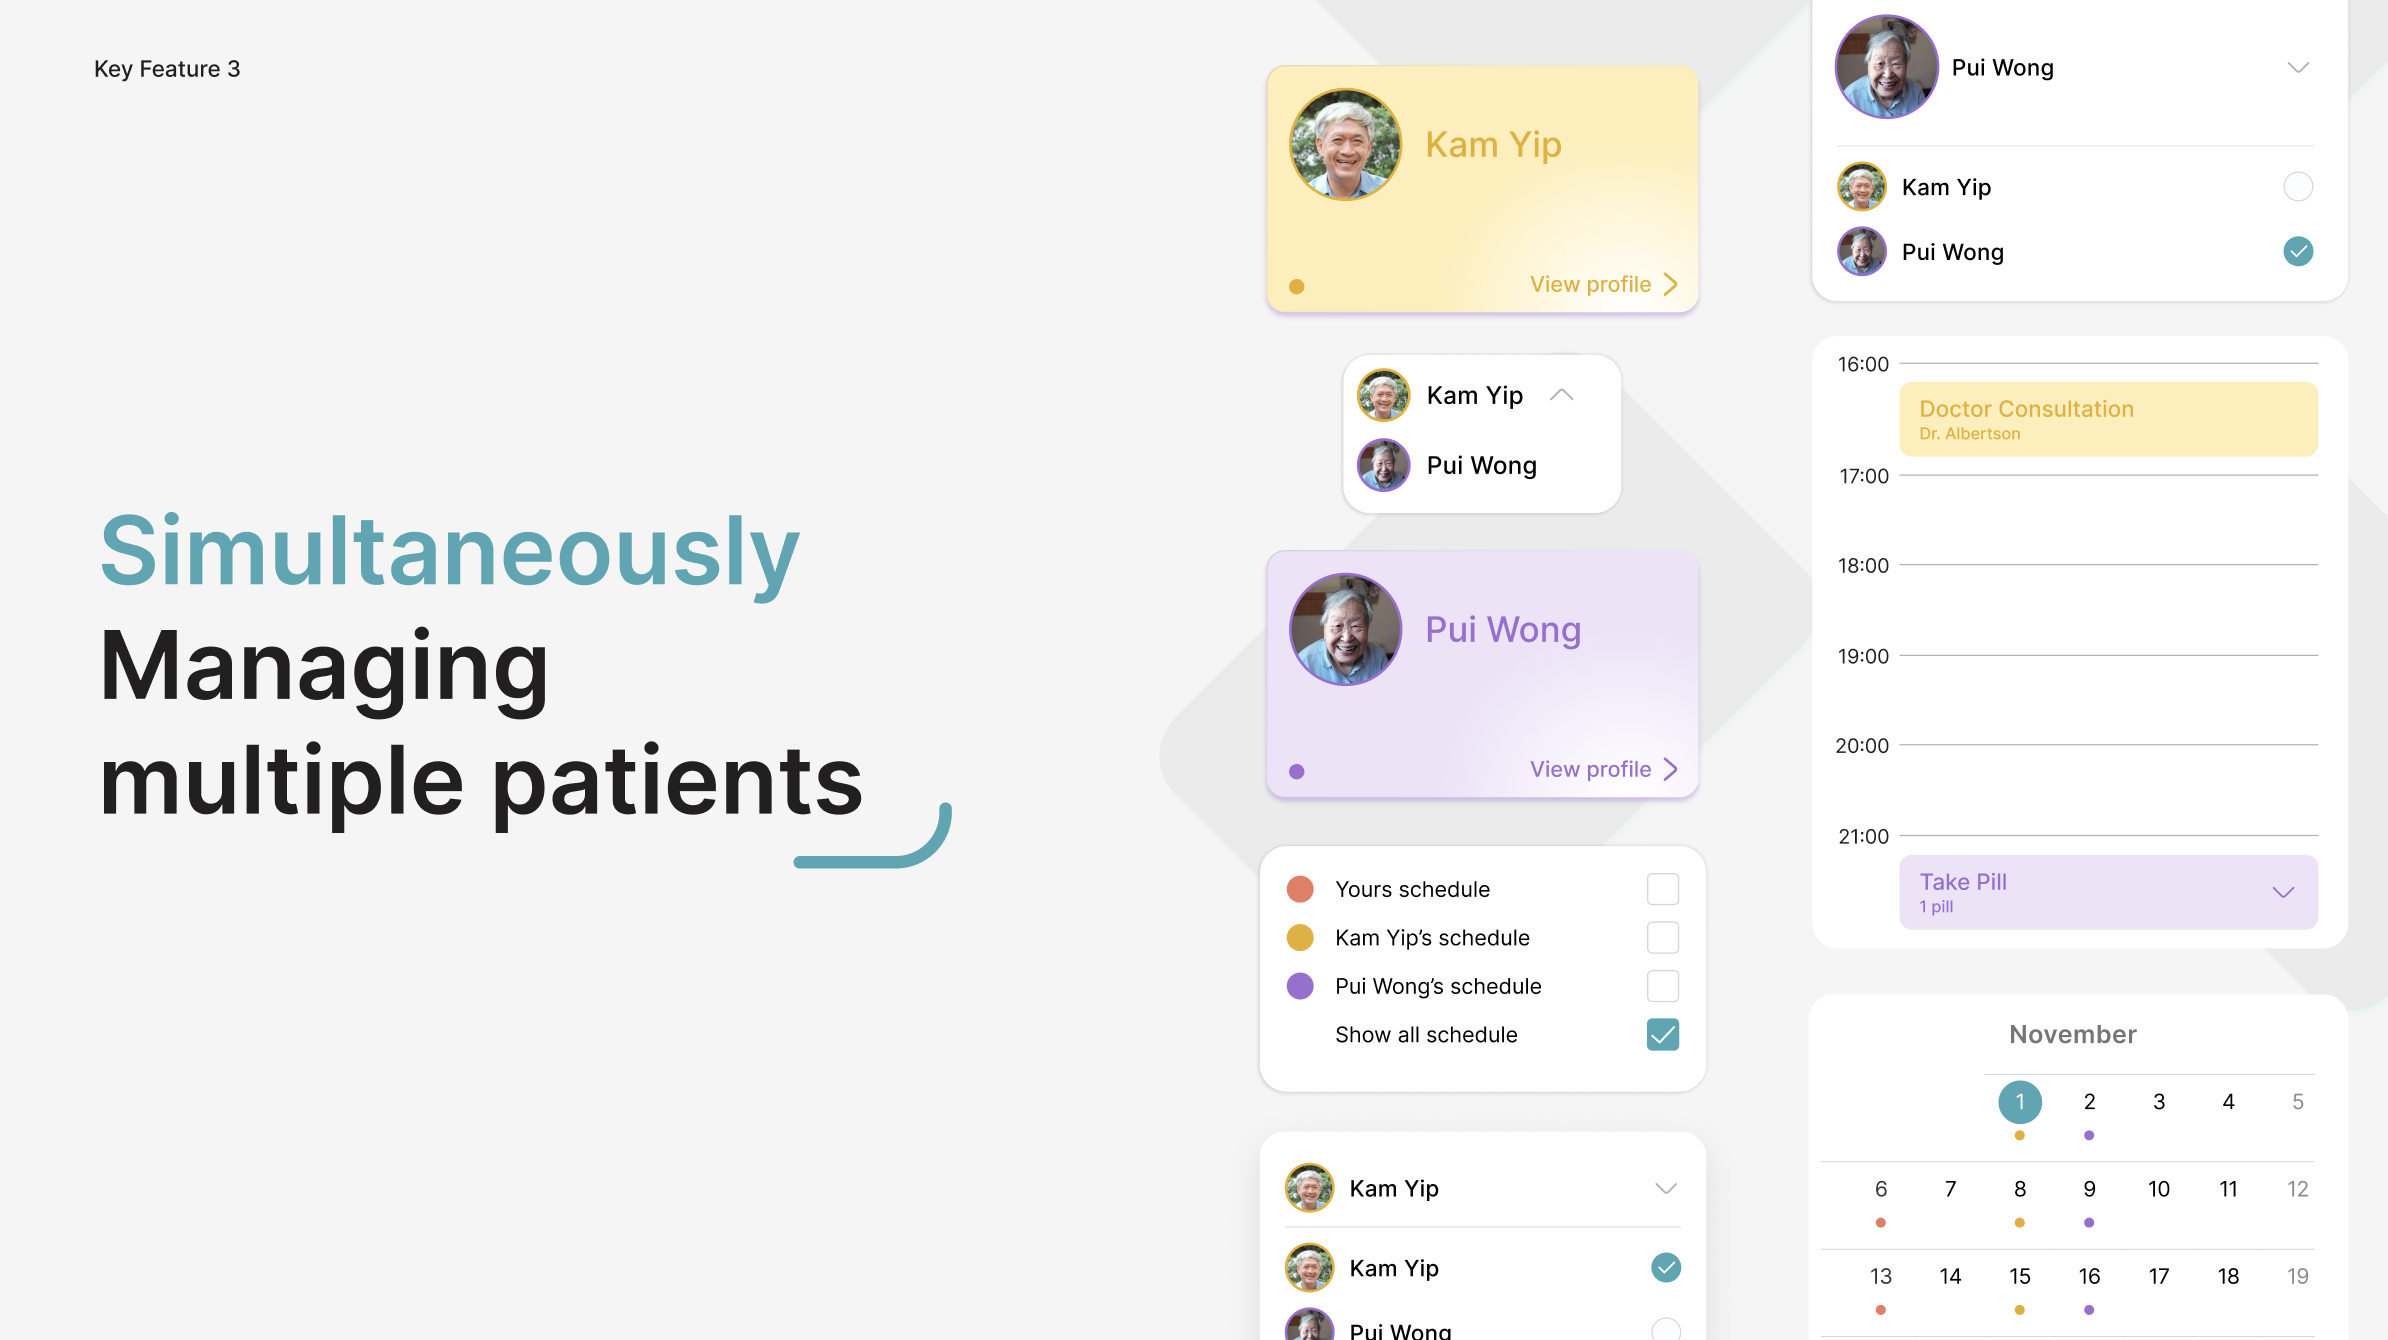 Key Feature 3
Simultaneously
Managing
multiple patients
Kam Yip
View profile
Kam Yip
Pui Wong
Pui Wong
View profile
Yours schedule
Kam Yip’s schedule
Pui Wong’s schedule
Show all schedule
Kam Yip
Kam Yip
Pui Wong
Pui Wong
Kam Yip
Pui Wong
16:00
Doctor Consultation
Dr. Albertson
17:00
18:00
19:00
20:00
21:00
Take Pill
1 pill
November
1 2 3 4 5
6 7 8 9 10 11 12
13 14 15 16 17 18 19